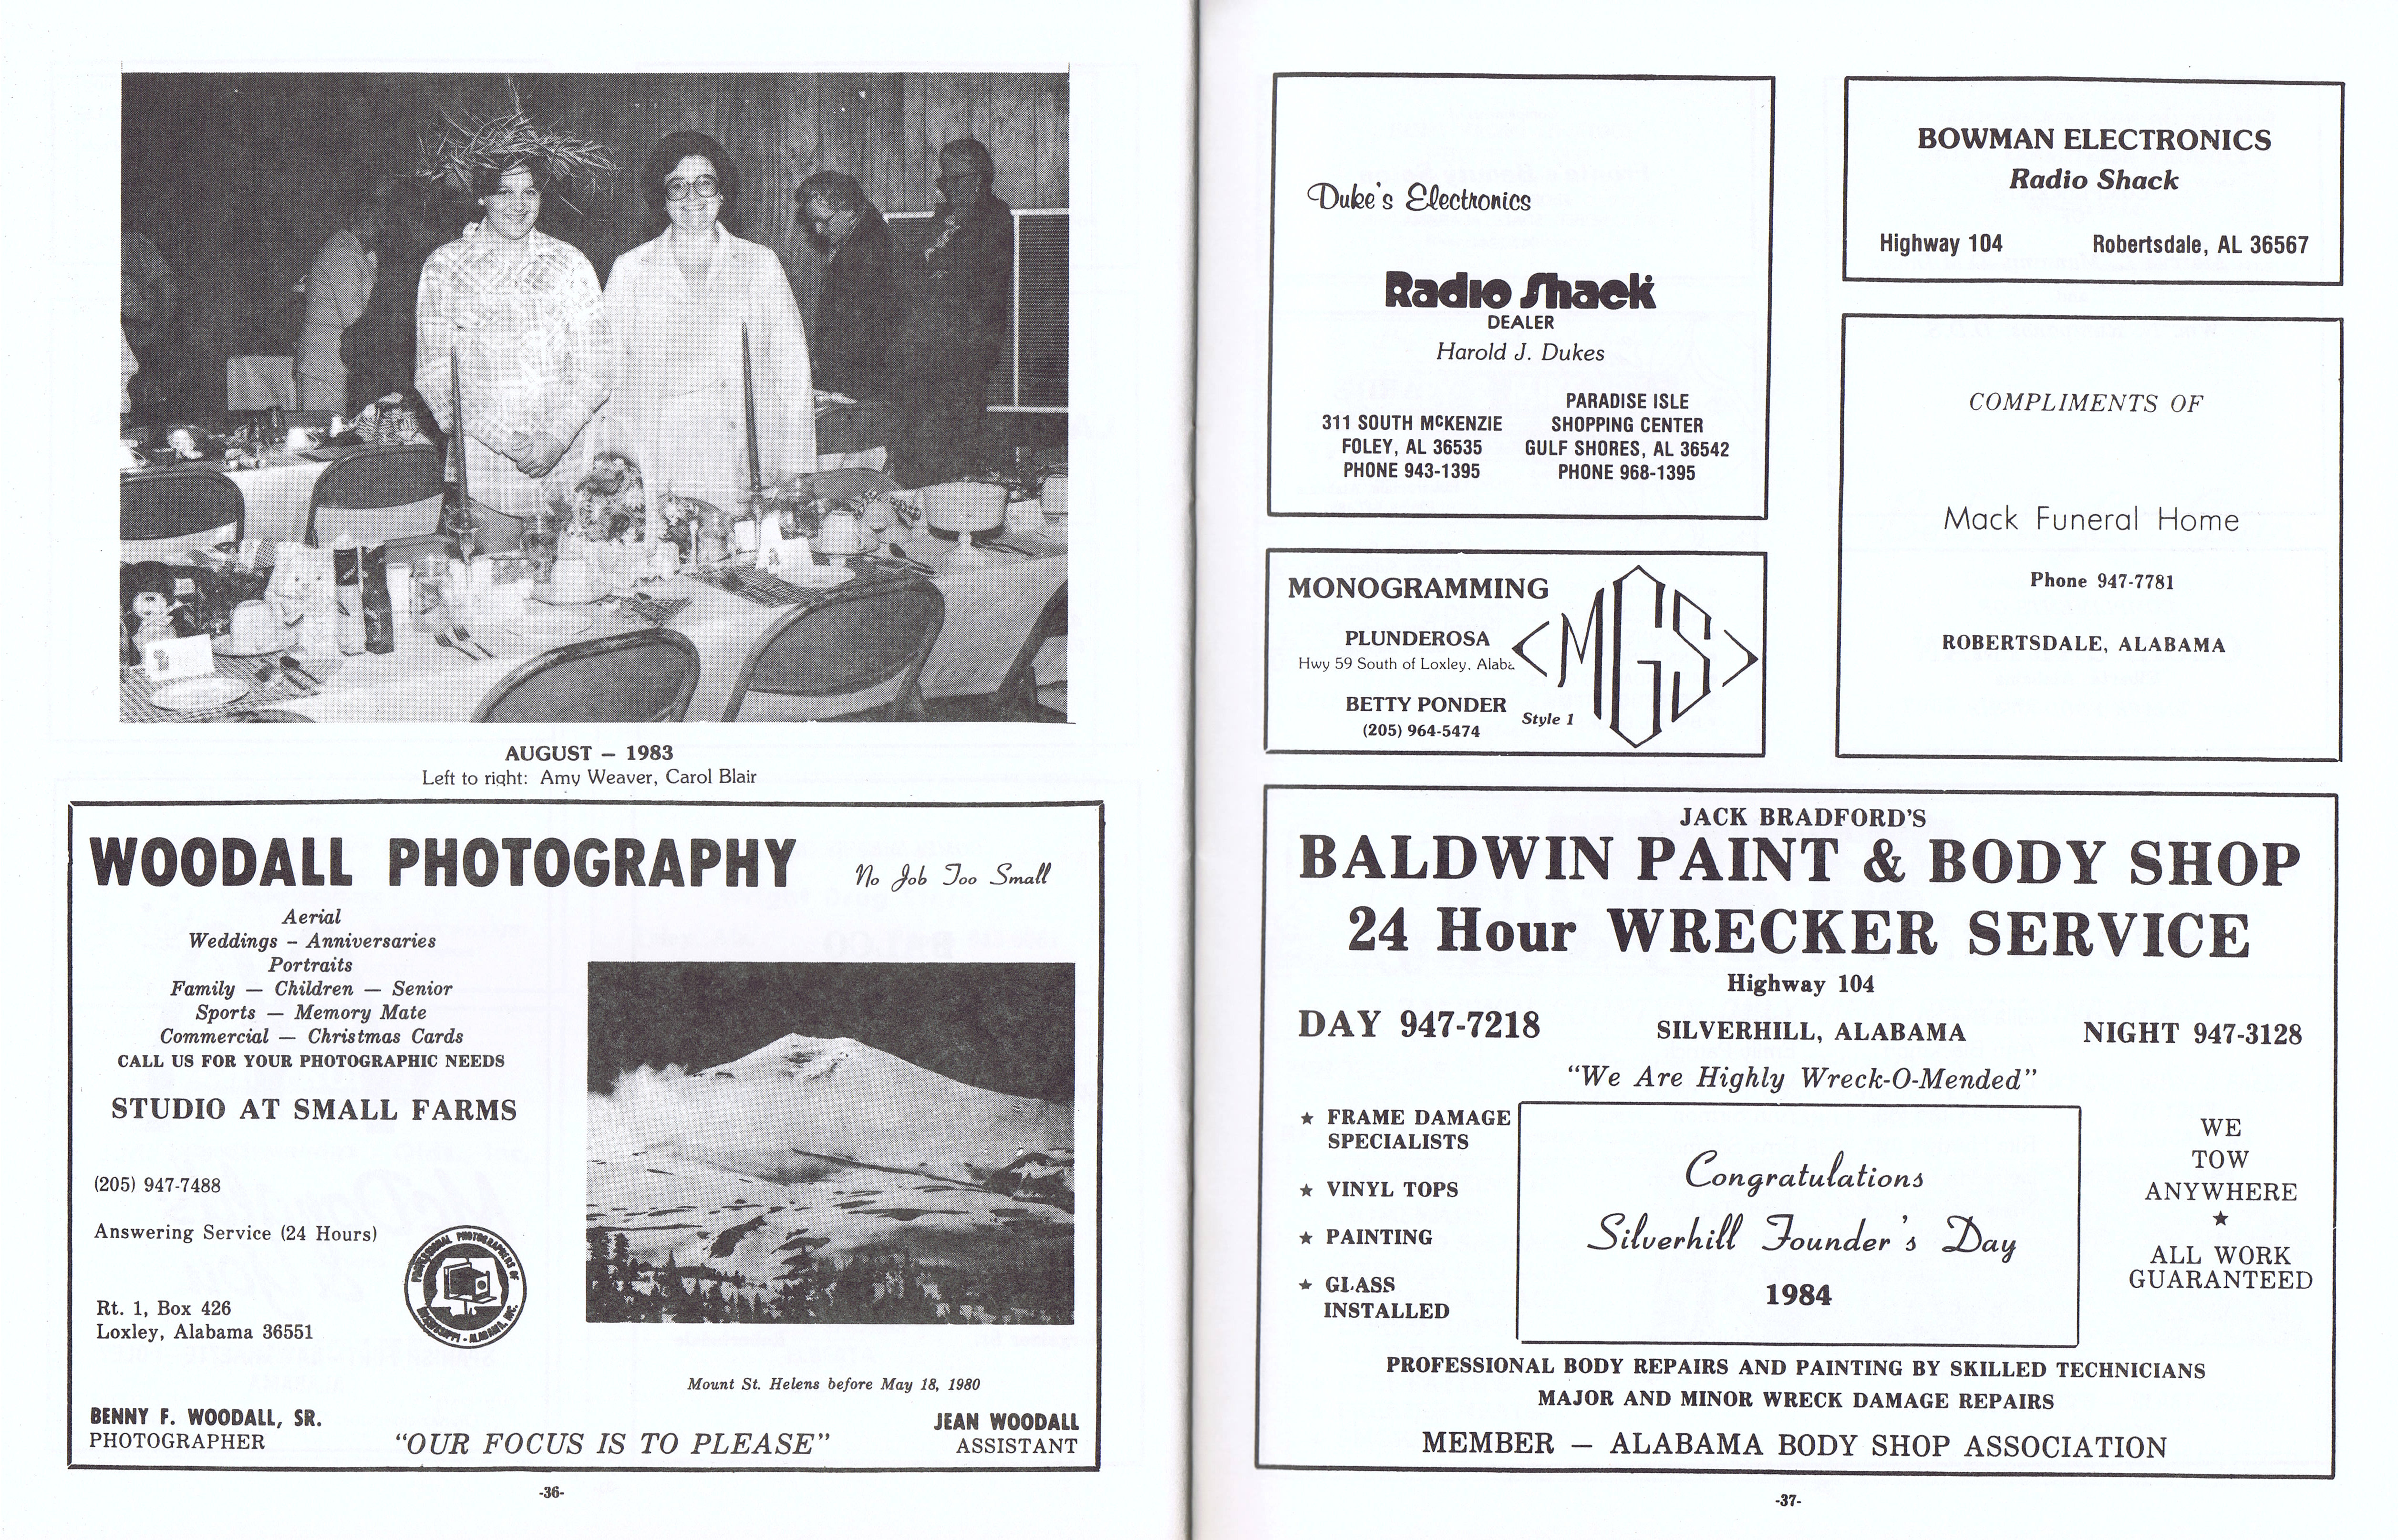 AUGUST – 1983
Left to right: Amy Weaver, Carol Blair
WOODALL PHOTOGRAPHY
No Job Too Small
Aerial
Weddings – Anniversaries
Portraits
Family — Children — Senior
Sports — Memory Mate
Commercial — Christmas Cards
CALL US FOR YOUR PHOTOGRAPHIC NEEDS
STUDIO AT SMALL FARMS
(205) 947-7488
Answering Service (24 Hours)
PROFESSIONAL PHOTOGRAPHERS OF
MISSISSIPPI - ALABAMA, INC.
Rt. 1, Box 426
Loxley, Alabama 36551
Mount St. Helens before May 18, 1980
BENNY F. WOODALL, SR.
PHOTOGRAPHER
"OUR FOCUS IS TO PLEASE"
JEAN WOODALL
ASSISTANT
-36-
Duke's Electronics
Radio Shack
DEALER
Harold J. Dukes
311 SOUTH McKENZIE
FOLEY, AL 36535
PHONE 943-1395
PARADISE ISLE
SHOPPING CENTER
GULF SHORES, AL 36542
PHONE 968-1395
BOWMAN ELECTRONICS
Radio Shack
Highway 104 Robertsdale, AL 36567
MONOGRAMMING
PLUNDEROSA
Hwy 59 South of Loxley, Alaba
BETTY PONDER
(205) 964-5474
Style 1
<MGS>
COMPLIMENTS OF
Mack Funeral Home
Phone 947-7781
ROBERTSDALE, ALABAMA
JACK BRADFORD'S
BALDWIN PAINT & BODY SHOP
24 Hour WRECKER SERVICE
Highway 104
DAY 947-7218 SILVERHILL, ALABAMA NIGHT 947-3128
"We Are Highly Wreck-O-Mended"
★ FRAME DAMAGE
SPECIALISTS
★ VINYL TOPS
★ PAINTING
★ GLASS
INSTALLED
Congratulations
Silverhill Founder's Day
1984
WE
TOW
ANYWHERE
★
ALL WORK
GUARANTEED
PROFESSIONAL BODY REPAIRS AND PAINTING BY SKILLED TECHNICIANS
MAJOR AND MINOR WRECK DAMAGE REPAIRS
MEMBER — ALABAMA BODY SHOP ASSOCIATION
-37-